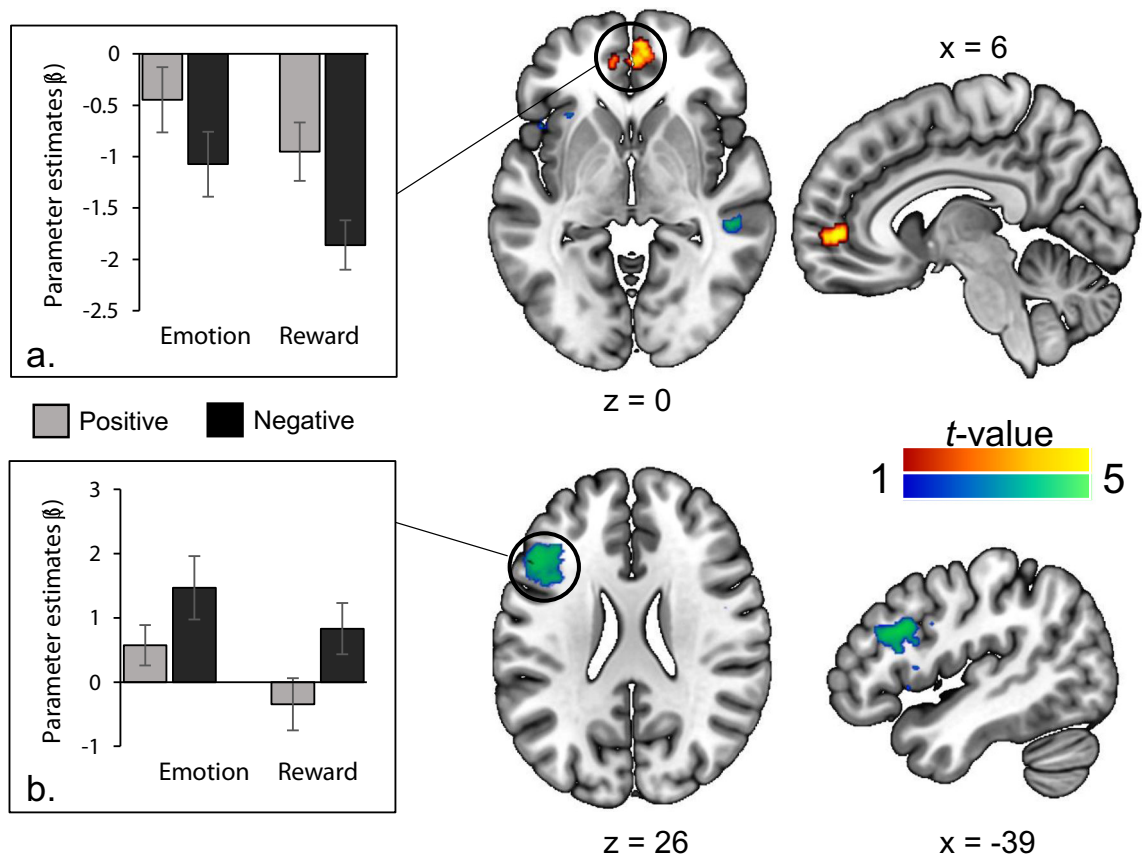 0
-0.5
-1
-1.5
-2
-2.5
Parameter estimates(β)
Emotion Reward
a.
x = 6
z = 0
Positive Negative
t-value
1 5
3
2
1
0
-1
Parameter estimates(β)
Emotion Reward
b.
z = 26
x = -39